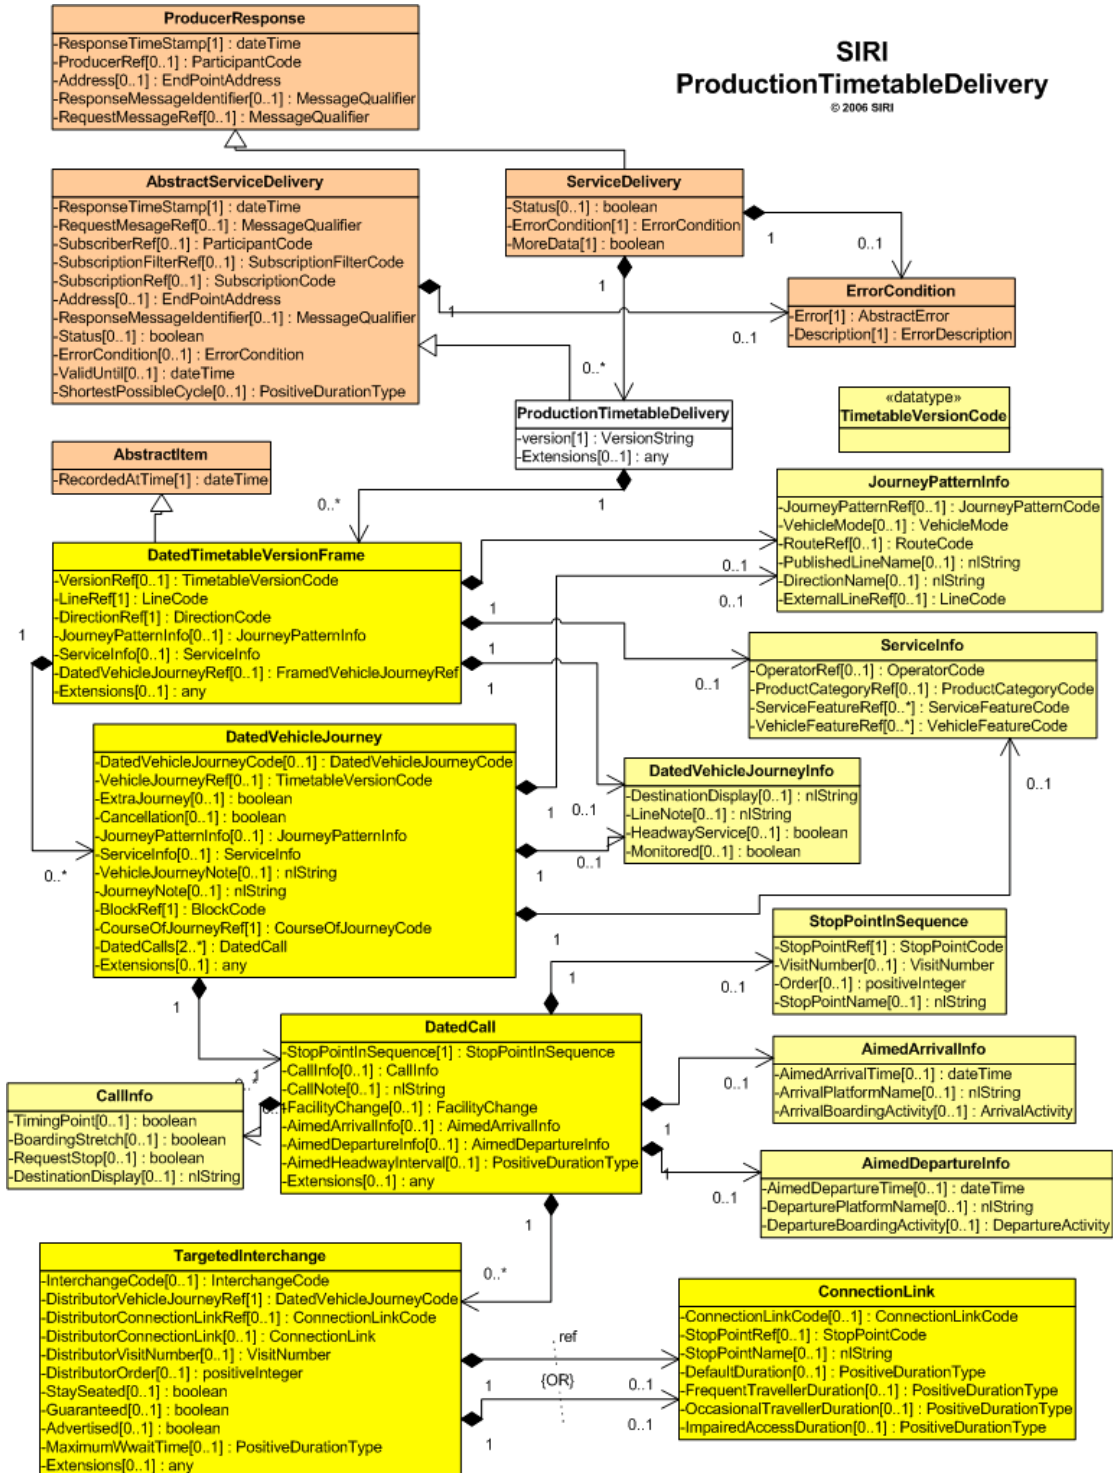 SIRI
ProductionTimetableDelivery
© 2006 SIRI
ProducerResponse
-ResponseTimeStamp[1] : dateTime
-ProducerRef[0..1] : ParticipantCode
-Address[0..1] : EndPointAddress
-ResponseMessageIdentifier[0..1] : MessageQualifier
-RequestMessageRef[0..1] : MessageQualifier
AbstractServiceDelivery
-ResponseTimeStamp[1] : dateTime
-RequestMesageRef[0..1] : MessageQualifier
-SubscriberRef[0..1] : ParticipantCode
-SubscriptionFilterRef[0..1] : SubscriptionFilterCode
-SubscriptionRef[0..1] : SubscriptionCode
-Address[0..1] : EndPointAddress
-ResponseMessageIdentifier[0..1] : MessageQualifier
-Status[0..1] : boolean
-ErrorCondition[0..1] : ErrorCondition
-ValidUntil[0..1] : dateTime
-ShortestPossibleCycle[0..1] : PositiveDurationType
ServiceDelivery
-Status[0..1] : boolean
-ErrorCondition[1] : ErrorCondition
-MoreData[1] : boolean
1
0..1
1
1
0..1
0..*
ErrorCondition
-Error[1] : AbstractError
-Description[1] : ErrorDescription
ProductionTimetableDelivery
-version[1] : VersionString
-Extensions[0..1] : any
«datatype»
TimetableVersionCode
AbstractItem
-RecordedAtTime[1] : dateTime
0..*
1
JourneyPatternInfo
-JourneyPatternRef[0..1] : JourneyPatternCode
-VehicleMode[0..1] : VehicleMode
-RouteRef[0..1] : RouteCode
-PublishedLineName[0..1] : nlString
-DirectionName[0..1] : nlString
-ExternalLineRef[0..1] : LineCode
DatedTimetableVersionFrame
-VersionRef[0..1] : TimetableVersionCode
-LineRef[1] : LineCode
-DirectionRef[1] : DirectionCode
-JourneyPatternInfo[0..1] : JourneyPatternInfo
-ServiceInfo[0..1] : ServiceInfo
-DatedVehicleJourneyRef[0..1] : FramedVehicleJourneyRef
-Extensions[0..1] : any
1
1
1
1
0..1
0..1
0..1
ServiceInfo
-OperatorRef[0..1] : OperatorCode
-ProductCategoryRef[0..1] : ProductCategoryCode
-ServiceFeatureRef[0..*] : ServiceFeatureCode
-VehicleFeatureRef[0..*] : VehicleFeatureCode
DatedVehicleJourney
-DatedVehicleJourneyCode[0..1] : DatedVehicleJourneyCode
-VehicleJourneyRef[0..1] : TimetableVersionCode
-ExtraJourney[0..1] : boolean
-Cancellation[0..1] : boolean
-JourneyPatternInfo[0..1] : JourneyPatternInfo
-ServiceInfo[0..1] : ServiceInfo
-VehicleJourneyNote[0..1] : nlString
-JourneyNote[0..1] : nlString
-BlockRef[1] : BlockCode
-CourseOfJourneyRef[1] : CourseOfJourneyCode
-DatedCalls[2..*] : DatedCall
-Extensions[0..1] : any
0..*
1
1
1
1
0..1
0..1
0..1
DatedVehicleJourneyInfo
-DestinationDisplay[0..1] : nlString
-LineNote[0..1] : nlString
-HeadwayService[0..1] : boolean
-Monitored[0..1] : boolean
StopPointInSequence
-StopPointRef[1] : StopPointCode
-VisitNumber[0..1] : VisitNumber
-Order[0..1] : positiveInteger
-StopPointName[0..1] : nlString
1
0..1
DatedCall
-StopPointInSequence[1] : StopPointInSequence
-CallInfo[0..1] : CallInfo
-CallNote[0..1] : nlString
-FacilityChange[0..1] : FacilityChange
-AimedArrivalInfo[0..1] : AimedArrivalInfo
-AimedDepartureInfo[0..1] : AimedDepartureInfo
-AimedHeadwayInterval[0..1] : PositiveDurationType
-Extensions[0..1] : any
1
CallInfo
-TimingPoint[0..1] : boolean
-BoardingStretch[0..1] : boolean
-RequestStop[0..1] : boolean
-DestinationDisplay[0..1] : nlString
AimedArrivalInfo
-AimedArrivalTime[0..1] : dateTime
-ArrivalPlatformName[0..1] : nlString
-ArrivalBoardingActivity[0..1] : ArrivalActivity
0..1
1
1
0..1
AimedDepartureInfo
-AimedDepartureTime[0..1] : dateTime
-DeparturePlatformName[0..1] : nlString
-DepartureBoardingActivity[0..1] : DepartureActivity
1
0..*
TargetedInterchange
-InterchangeCode[0..1] : InterchangeCode
-DistributorVehicleJourneyRef[1] : DatedVehicleJourneyCode
-DistributorConnectionLinkRef[0..1] : ConnectionLinkCode
-DistributorConnectionLink[0..1] : ConnectionLink
-DistributorVisitNumber[0..1] : VisitNumber
-DistributorOrder[0..1] : positiveInteger
-StaySeated[0..1] : boolean
-Guaranteed[0..1] : boolean
-Advertised[0..1] : boolean
-MaximumWwaitTime[0..1] : PositiveDurationType
-Extensions[0..1] : any
ref
{OR}
1
1
0..1
0..1
ConnectionLink
-ConnectionLinkCode[0..1] : ConnectionLinkCode
-StopPointRef[0..1] : StopPointCode
-StopPointName[0..1] : nlString
-DefaultDuration[0..1] : PositiveDurationType
-FrequentTravellerDuration[0..1] : PositiveDurationType
-OccasionalTravellerDuration[0..1] : PositiveDurationType
-ImpairedAccessDuration[0..1] : PositiveDurationType